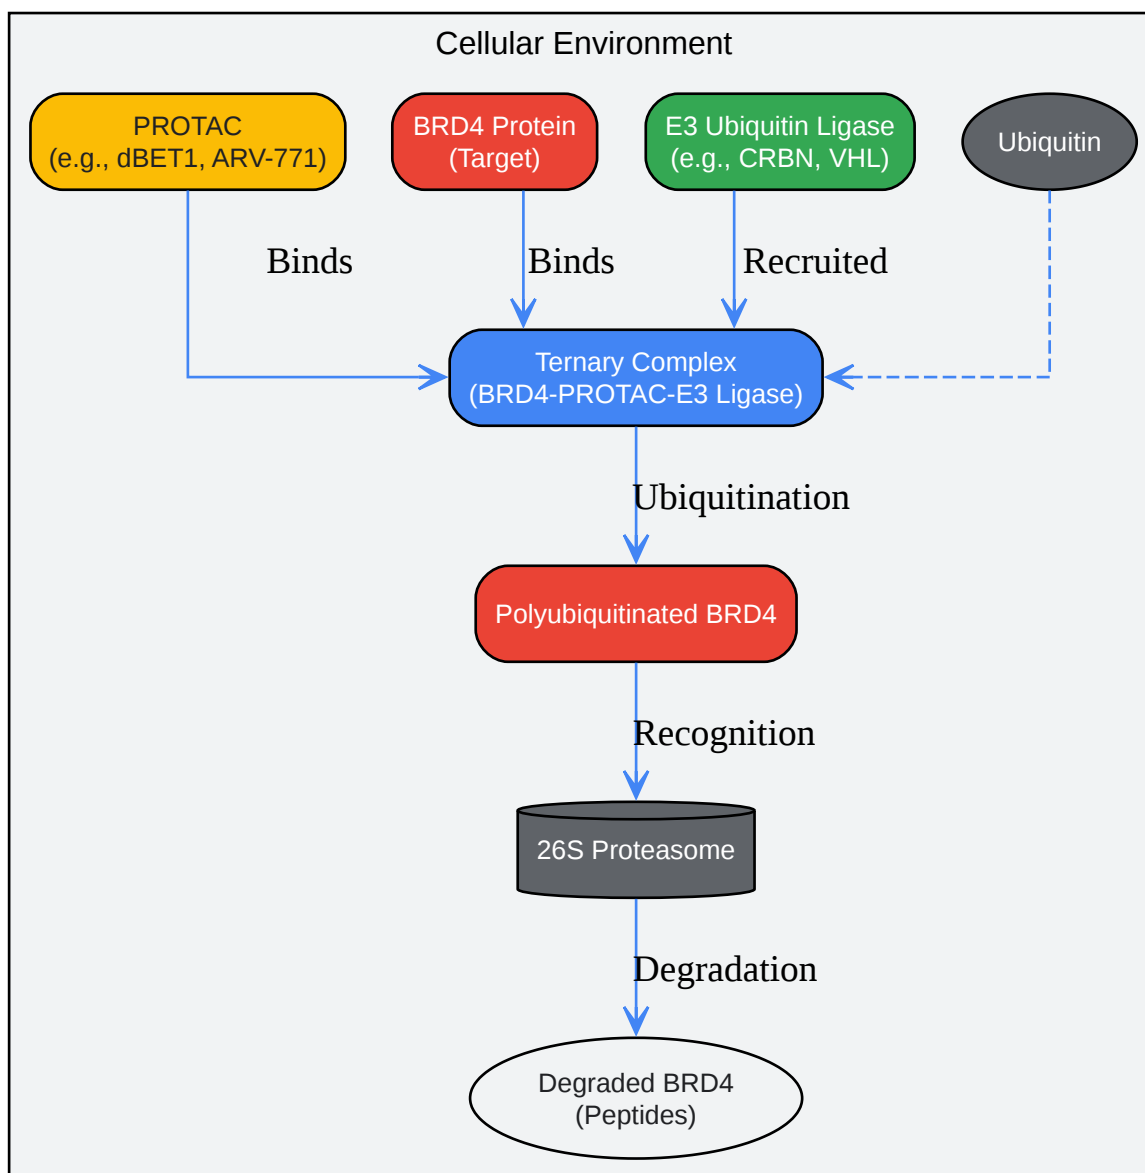 Cellular Environment
PROTAC
(e.g., dBET1, ARV-771)
BRD4 Protein
(Target)
E3 Ubiquitin Ligase
(e.g., CRBN, VHL)
Ubiquitin
Binds
Binds
Recruited
Ternary Complex
(BRD4-PROTAC-E3 Ligase)
Ubiquitination
Polyubiquitinated BRD4
Recognition
26S Proteasome
Degradation
Degraded BRD4
(Peptides)